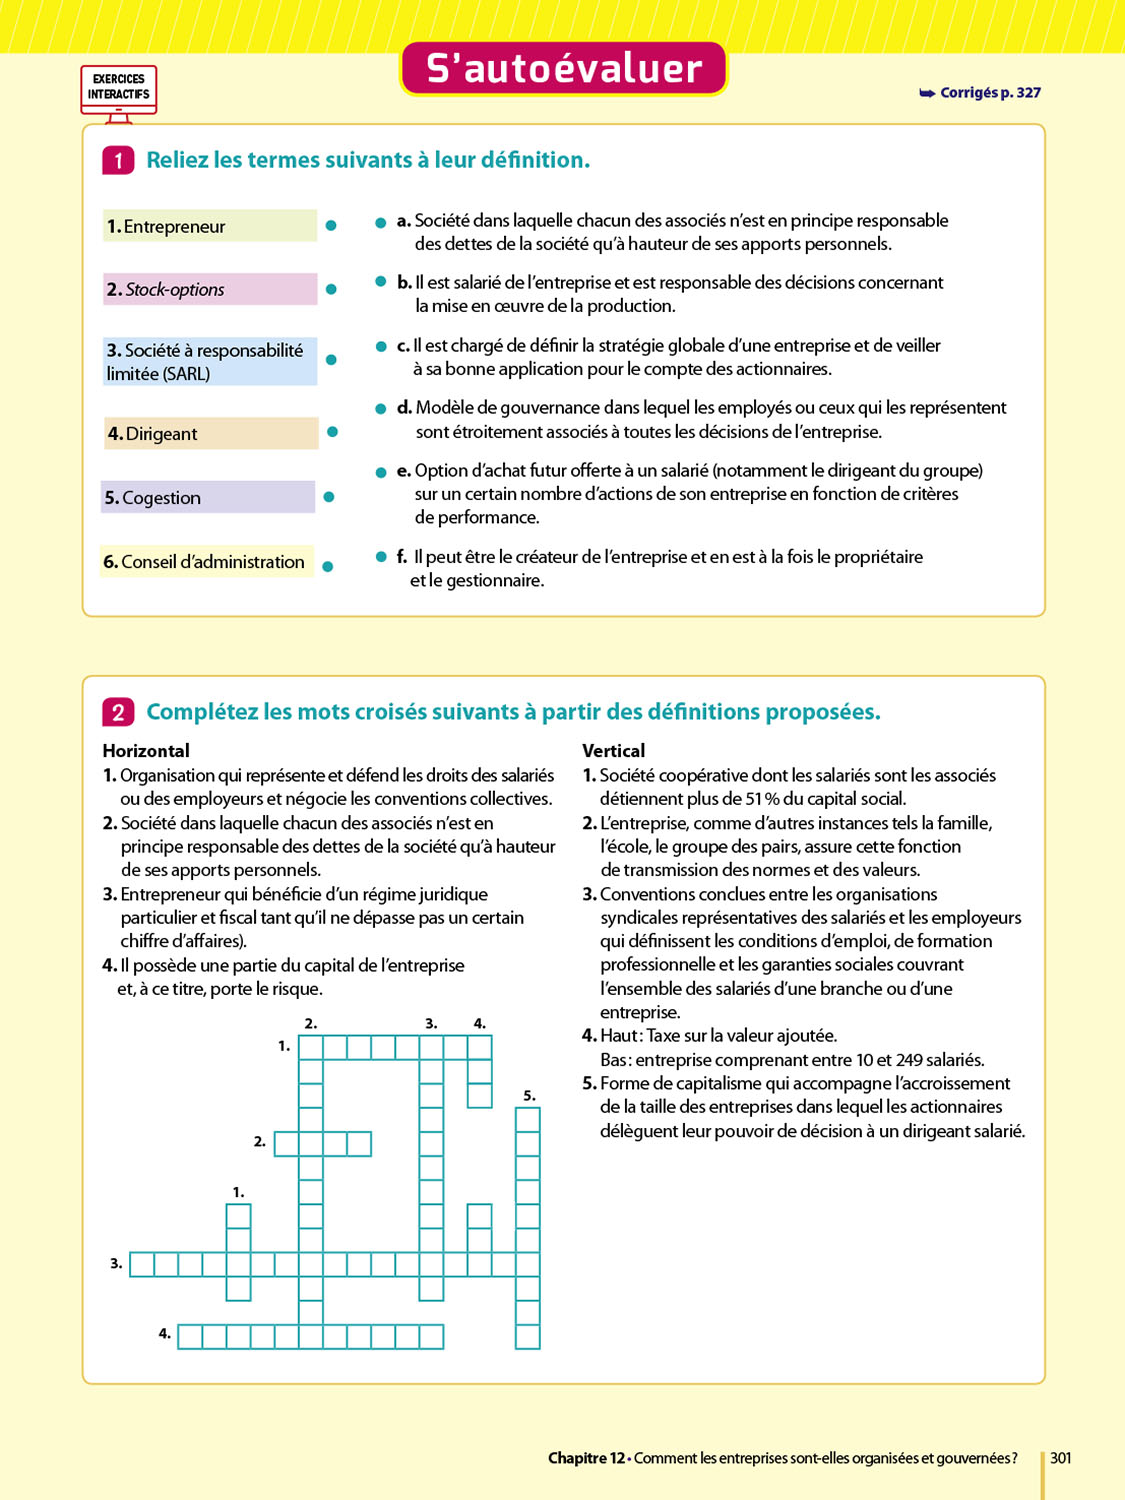 S'autoévaluer
EXERCICES
INTERACTIFS
➥ Corrigés p. 327
1 Reliez les termes suivants à leur définition.
1. Entrepreneur
2. Stock-options
3. Société à responsabilité
limitée (SARL)
4. Dirigeant
5. Cogestion
6. Conseil d'administration
a. Société dans laquelle chacun des associés n'est en principe responsable
des dettes de la société qu'à hauteur de ses apports personnels.
b. Il est salarié de l'entreprise et est responsable des décisions concernant
la mise en œuvre de la production.
c. Il est chargé de définir la stratégie globale d'une entreprise et de veiller
à sa bonne application pour le compte des actionnaires.
d. Modèle de gouvernance dans lequel les employés ou ceux qui les représentent
sont étroitement associés à toutes les décisions de l'entreprise.
e. Option d'achat futur offerte à un salarié (notamment le dirigeant du groupe)
sur un certain nombre d'actions de son entreprise en fonction de critères
de performance.
f. Il peut être le créateur de l'entreprise et en est à la fois le propriétaire
et le gestionnaire.
2 Complétez les mots croisés suivants à partir des définitions proposées.
Horizontal
1. Organisation qui représente et défend les droits des salariés
ou des employeurs et négocie les conventions collectives.
2. Société dans laquelle chacun des associés n'est en
principe responsable des dettes de la société qu'à hauteur
de ses apports personnels.
3. Entrepreneur qui bénéficie d'un régime juridique
particulier et fiscal tant qu'il ne dépasse pas un certain
chiffre d'affaires).
4. Il possède une partie du capital de l'entreprise
et, à ce titre, porte le risque.
2. 3. 4.
1.
5.
2.
1.
3.
4.
Vertical
1. Société coopérative dont les salariés sont les associés
détiennent plus de 51 % du capital social.
2. L'entreprise, comme d'autres instances tels la famille,
l'école, le groupe des pairs, assure cette fonction
de transmission des normes et des valeurs.
3. Conventions conclues entre les organisations
syndicales représentatives des salariés et les employeurs
qui définissent les conditions d'emploi, de formation
professionnelle et les garanties sociales couvrant
l'ensemble des salariés d'une branche ou d'une
entreprise.
4. Haut : Taxe sur la valeur ajoutée.
Bas : entreprise comprenant entre 10 et 249 salariés.
5. Forme de capitalisme qui accompagne l'accroissement
de la taille des entreprises dans lequel les actionnaires
délèguent leur pouvoir de décision à un dirigeant salarié.
Chapitre 12 • Comment les entreprises sont-elles organisées et gouvernées ? 301